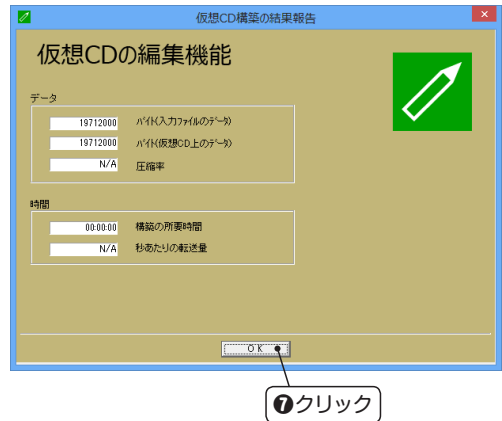 仮想CD構築の結果報告
仮想CDの編集機能
データ
19712000 バイト(入力ファイルのデータ)
19712000 バイト(仮想CD上のデータ)
N/A 圧縮率
時間
00:00:00 構築の所要時間
N/A 秒あたりの転送量
OK
❼クリック